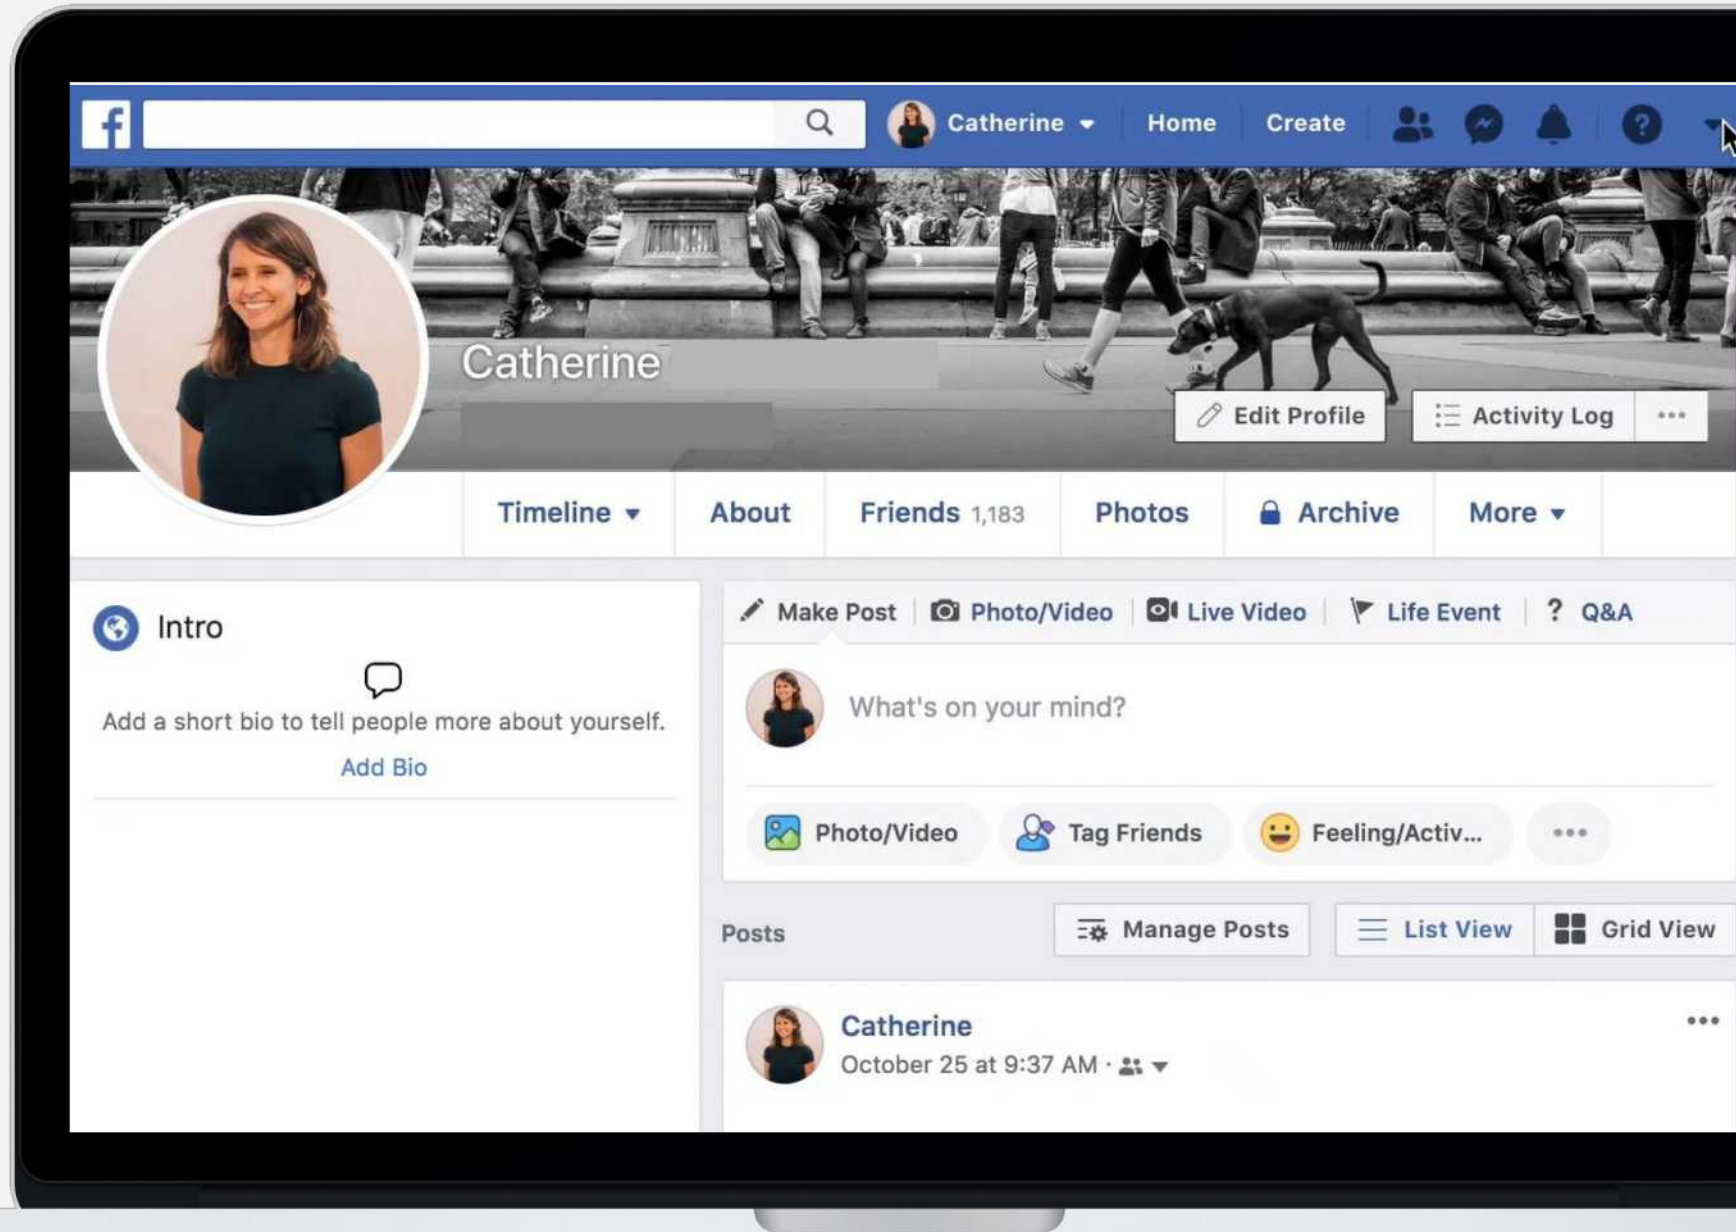 f
Catherine Home Create ?
Catherine
Edit Profile Activity Log ...
Timeline About Friends 1,183 Photos Archive More
Intro
Add a short bio to tell people more about yourself.
Add Bio
Make Post Photo/Video Live Video Life Event ? Q&A
What's on your mind?
Photo/Video Tag Friends Feeling/Activ... ...
Posts Manage Posts List View Grid View
Catherine ...
October 25 at 9:37 AM ·